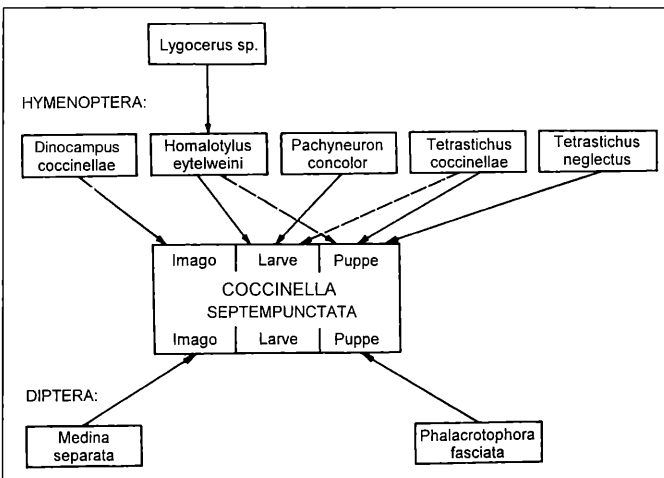 Lygocerus sp.
HYMENOPTERA:
Dinocampus
coccinellae
Homalotylus
eytelweini
Pachyneuron
concolor
Tetrastichus
coccinellae
Tetrastichus
neglectus
Imago Larve Puppe
COCCINELLA
SEPTEMPUNCTATA
Imago Larve Puppe
DIPTERA:
Medina
separata
Phalacrotophora
fasciata